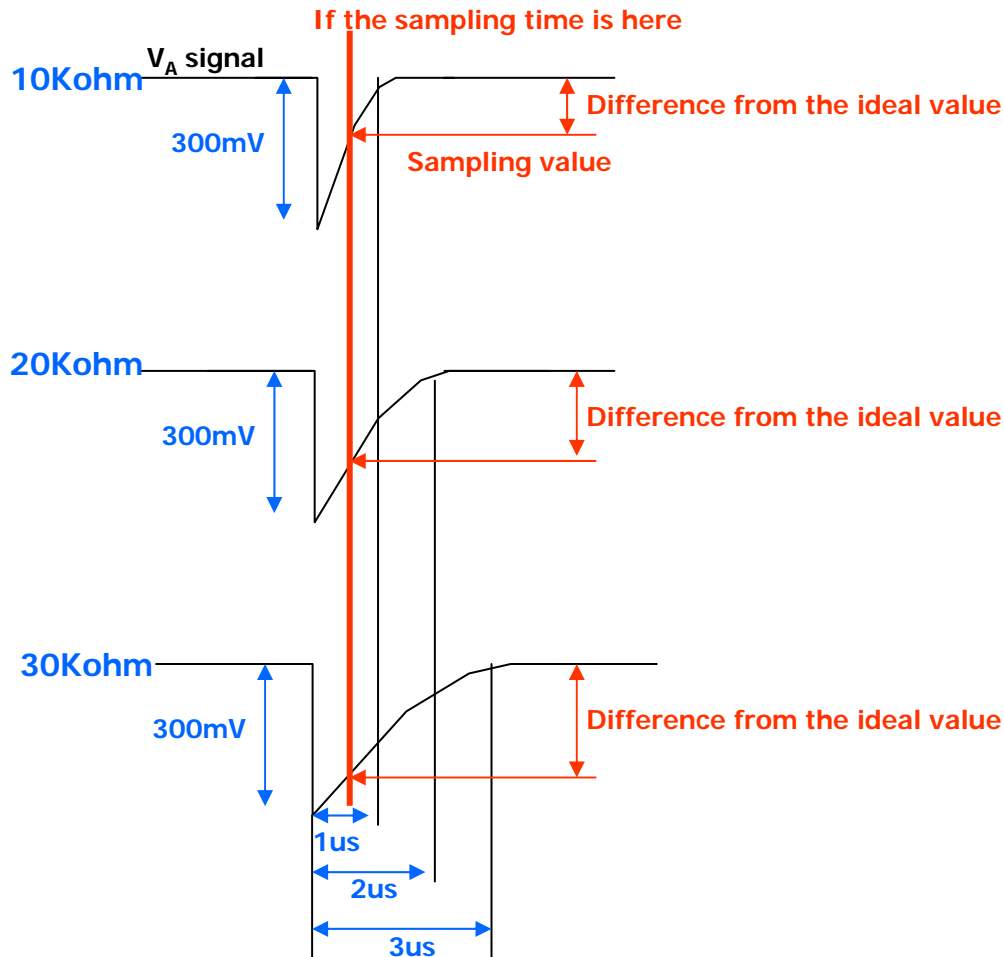 If the sampling time is here
V_A signal
10Kohm
Difference from the ideal value
300mV
Sampling value
20Kohm
Difference from the ideal value
300mV
30Kohm
Difference from the ideal value
300mV
1us
2us
3us